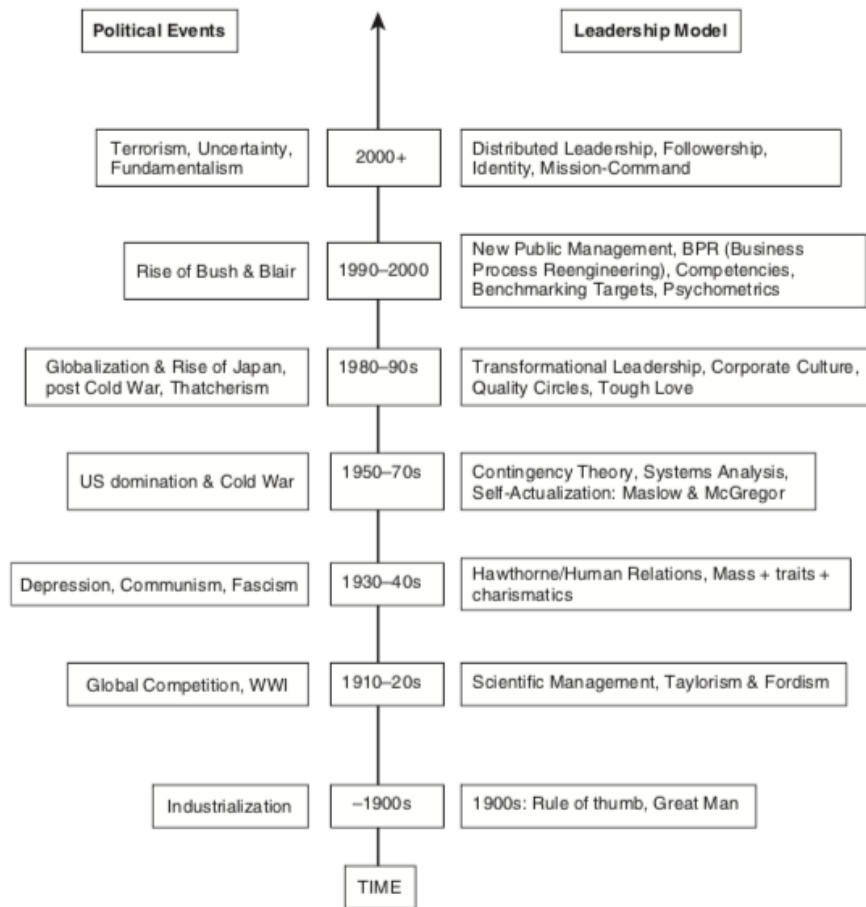 Political Events
Leadership Model
Terrorism, Uncertainty,
Fundamentalism
2000+
Distributed Leadership, Followership,
Identity, Mission-Command
Rise of Bush & Blair
1990–2000
New Public Management, BPR (Business
Process Reengineering), Competencies,
Benchmarking Targets, Psychometrics
Globalization & Rise of Japan,
post Cold War, Thatcherism
1980–90s
Transformational Leadership, Corporate Culture,
Quality Circles, Tough Love
US domination & Cold War
1950–70s
Contingency Theory, Systems Analysis,
Self-Actualization: Maslow & McGregor
Depression, Communism, Fascism
1930–40s
Hawthorne/Human Relations, Mass + traits +
charismatics
Global Competition, WWI
1910–20s
Scientific Management, Taylorism & Fordism
Industrialization
–1900s
1900s: Rule of thumb, Great Man
TIME